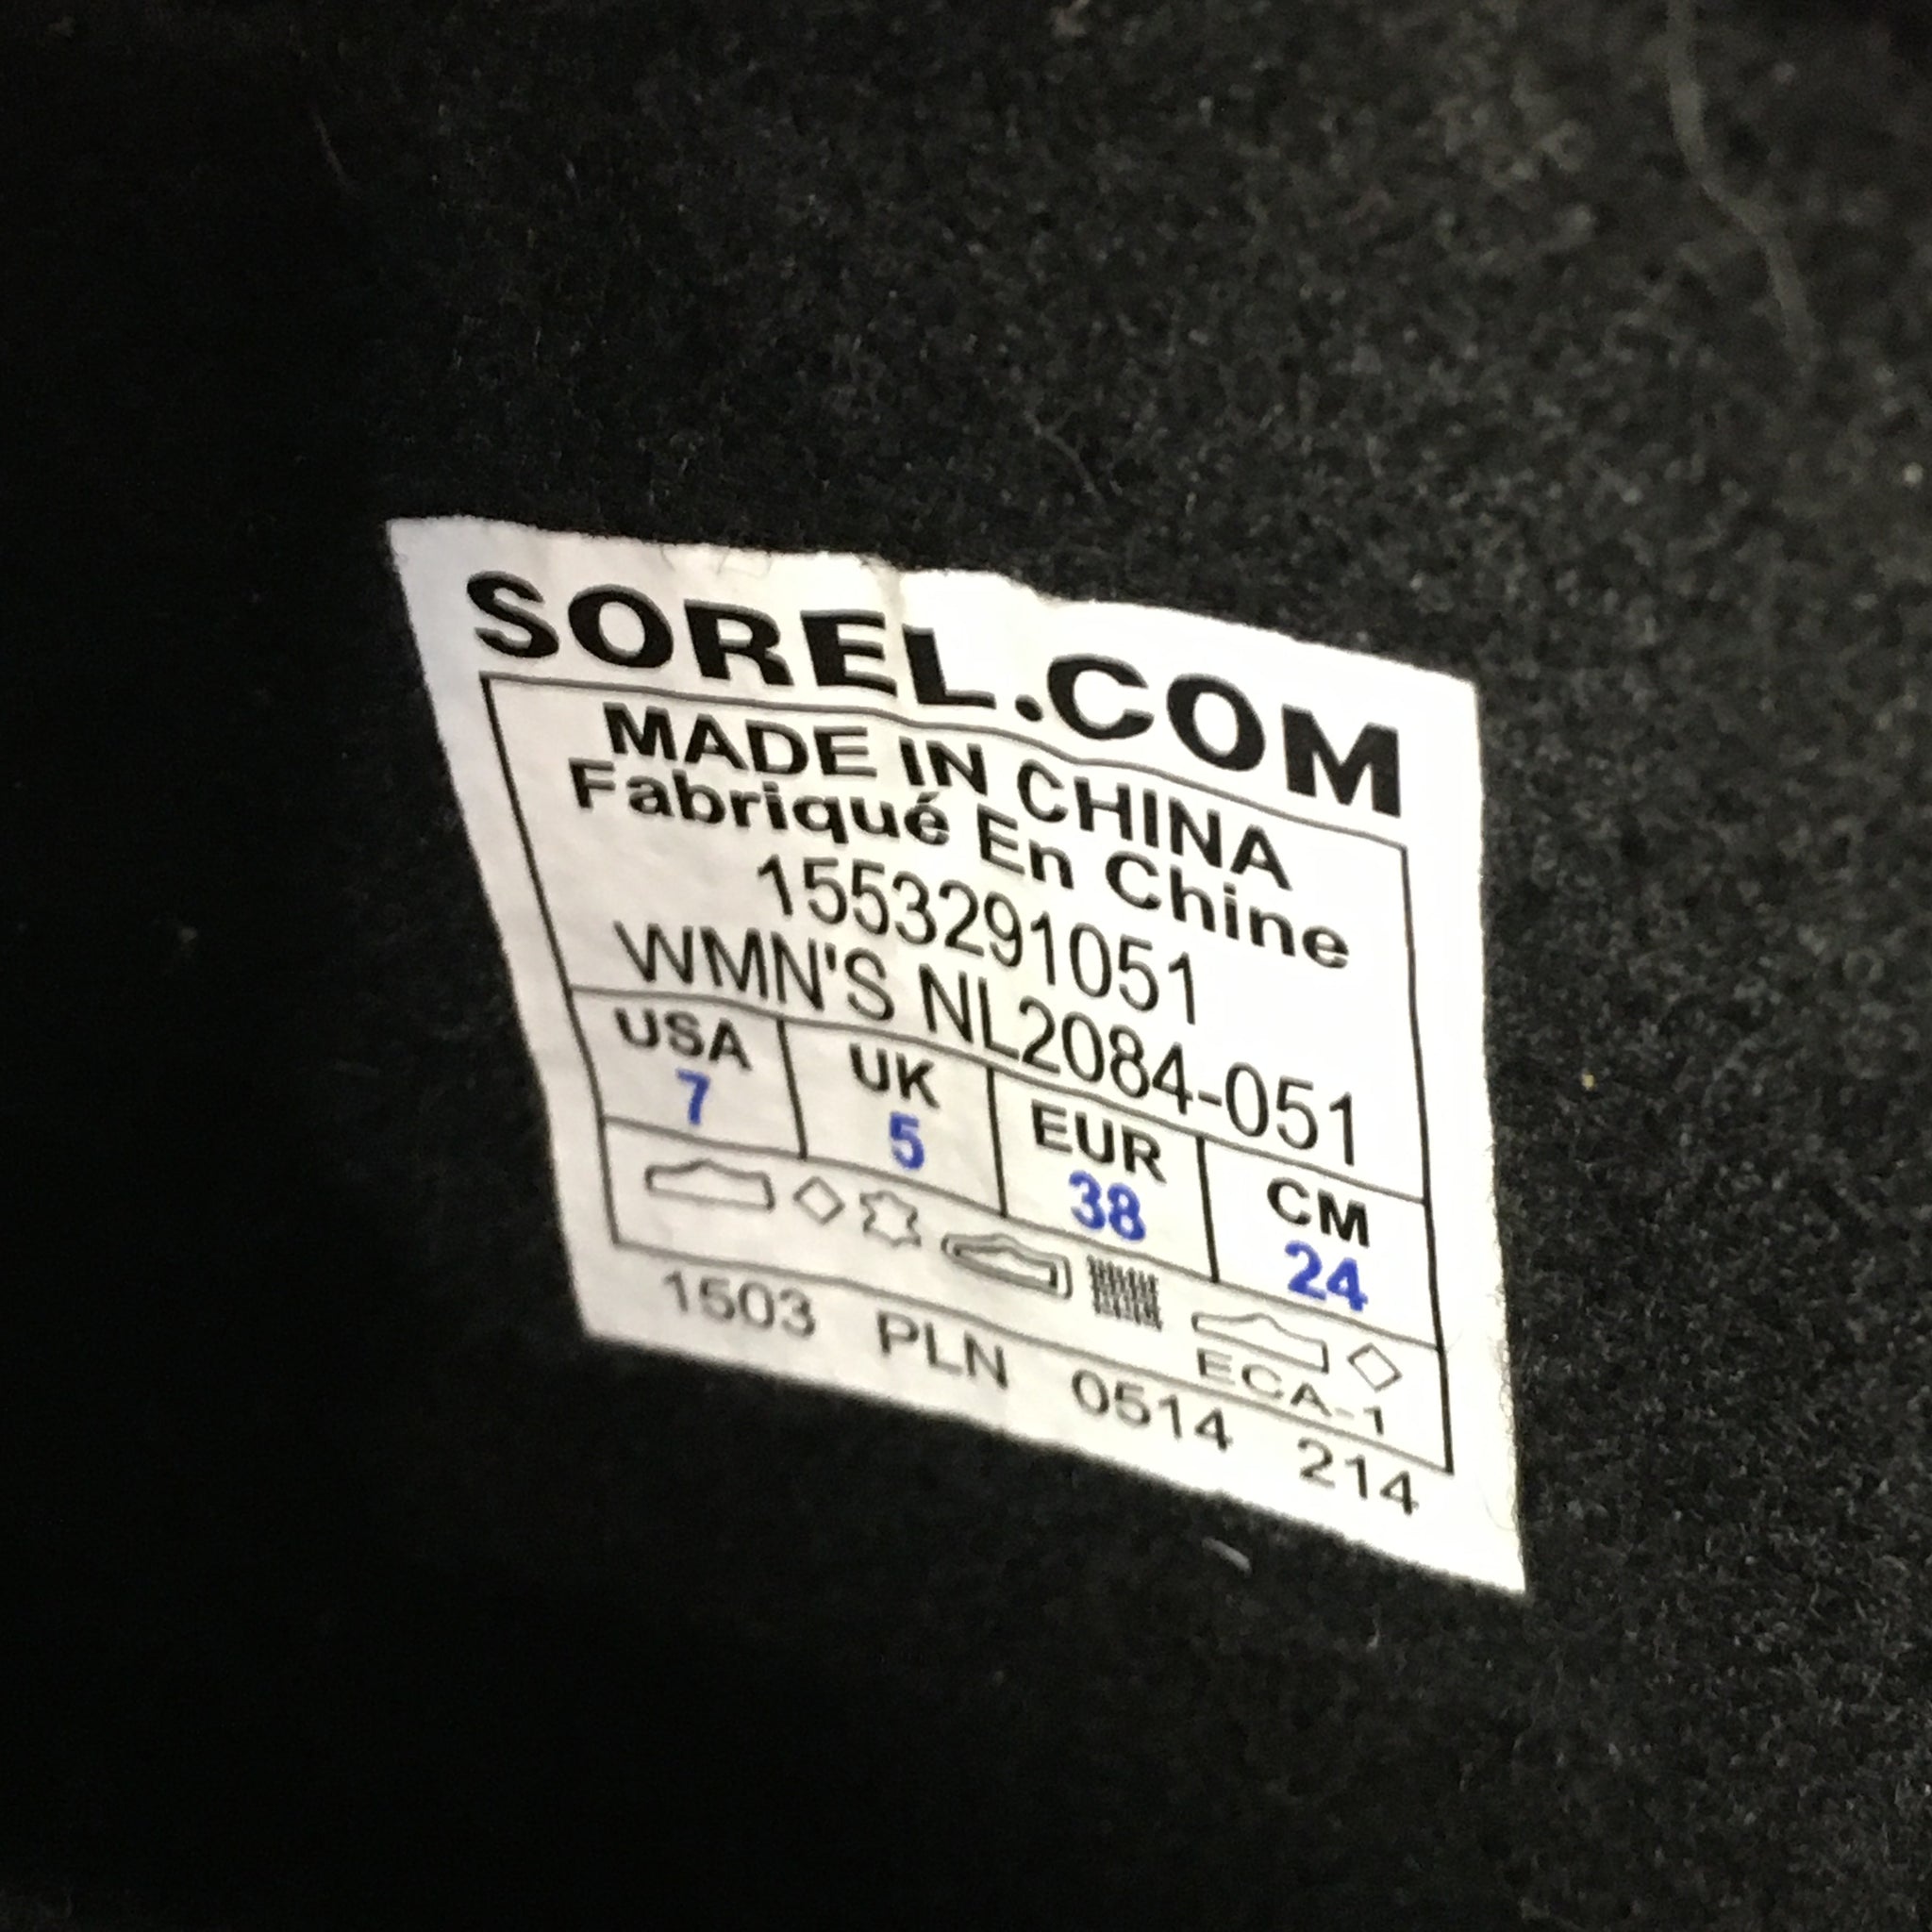 SOREL.COM
MADE IN CHINA
Fabriqué En Chine
1553291051
WMN'S NL2084-051
USA UK EUR CM
7 5 38 24
ECA-1
1503 PLN 0514 214